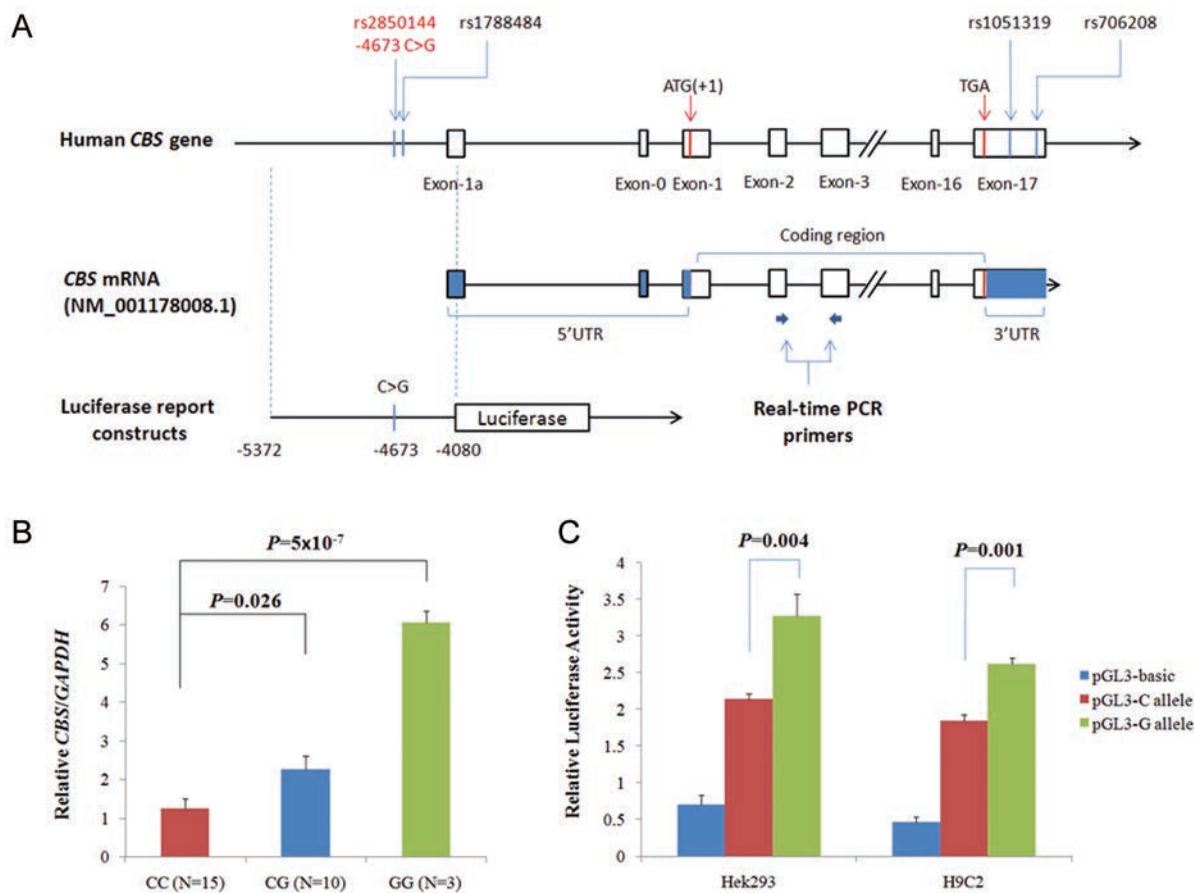 A
rs2850144
-4673 C>G
rs1788484
rs1051319
rs706208
ATG(+1)
TGA
Human CBS gene
Exon-1a
Exon-0
Exon-1
Exon-2
Exon-3
Exon-16
Exon-17
Coding region
CBS mRNA
(NM_001178008.1)
5'UTR
3'UTR
C>G
Luciferase report
constructs
Luciferase
Real-time PCR
primers
-5372
-4673
-4080
B
P=5x10⁻⁷
P=0.026
Relative CBS/GAPDH
7
6
5
4
3
2
1
0
CC (N=15)
CG (N=10)
GG (N=3)
C
P=0.004
P=0.001
Relative Luciferase Activity
4
3.5
3
2.5
2
1.5
1
0.5
0
Hek293
H9C2
pGL3-basic
pGL3-C allele
pGL3-G allele